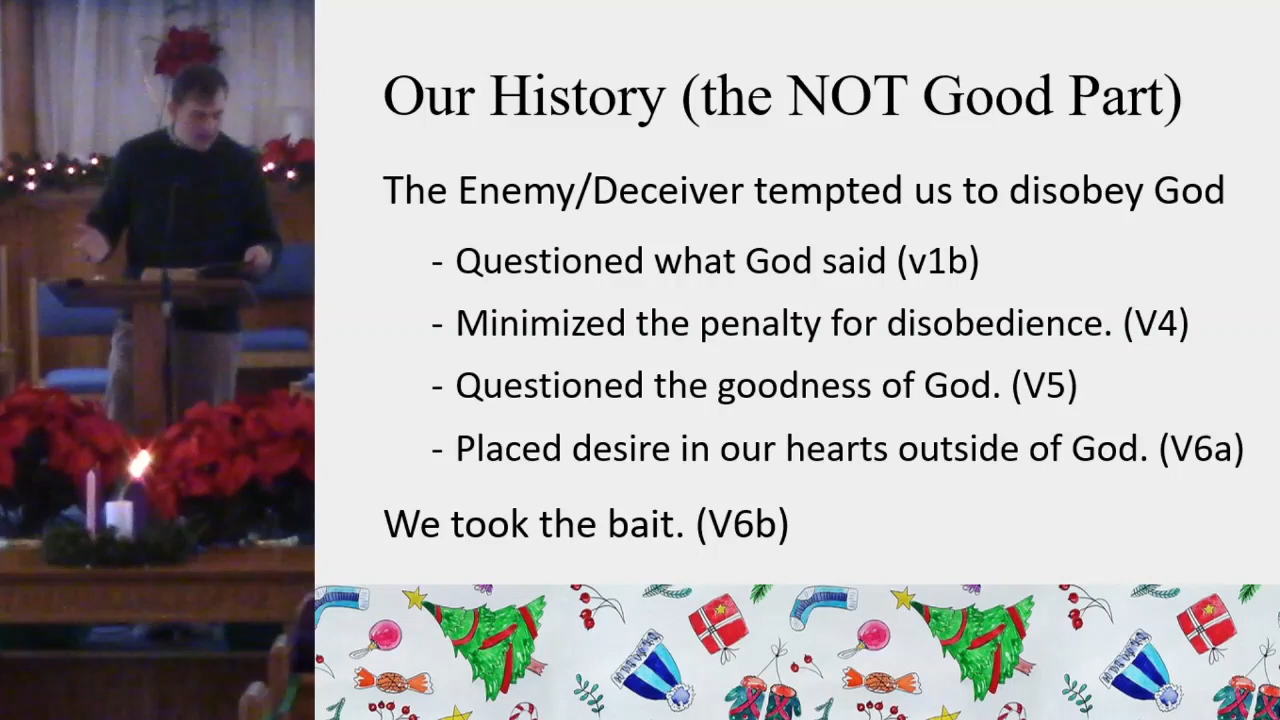 Our History (the NOT Good Part)
The Enemy/Deceiver tempted us to disobey God
- Questioned what God said (v1b)
- Minimized the penalty for disobedience. (V4)
- Questioned the goodness of God. (V5)
- Placed desire in our hearts outside of God. (V6a)
We took the bait. (V6b)